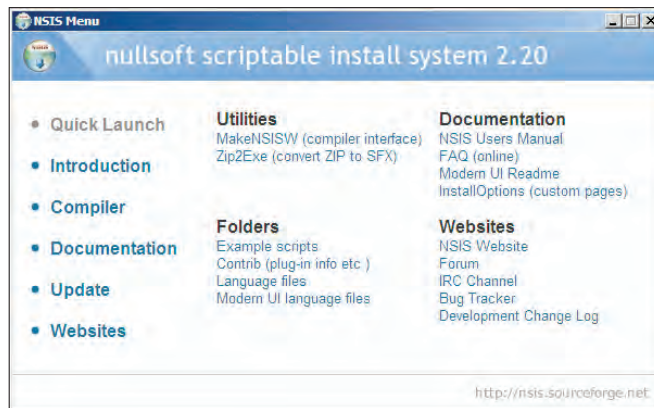 NSIS Menu
nullsoft scriptable install system 2.20
Quick Launch
Introduction
Compiler
Documentation
Update
Websites
Utilities
MakeNSISW (compiler interface)
Zip2Exe (convert ZIP to SFX)
Documentation
NSIS Users Manual
FAQ (online)
Modern UI Readme
InstallOptions (custom pages)
Folders
Example scripts
Contrib (plug-in info etc )
Language files
Modern UI language files
Websites
NSIS Website
Forum
IRC Channel
Bug Tracker
Development Change Log
http://nsis.sourceforge.net